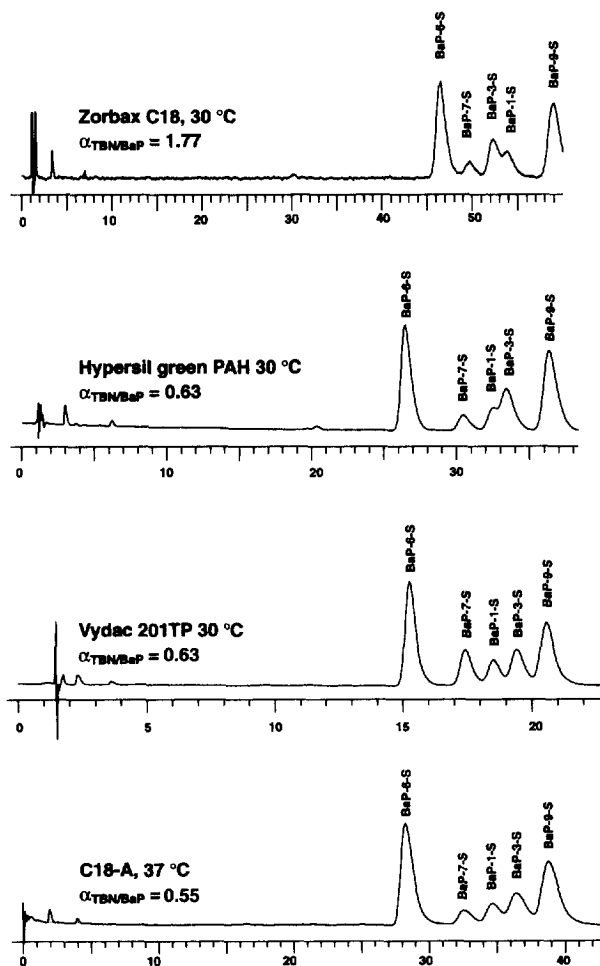 BaP-6-S
BaP-7-S
BaP-3-S
BaP-1-S
BaP-9-S
Zorbax C18, 30 °C
αTBN/BaP = 1.77
0 10 20 30 40 50
BaP-6-S
BaP-7-S
BaP-1-S
BaP-3-S
BaP-9-S
Hypersil green PAH 30 °C
αTBN/BaP = 0.63
0 10 20 30
BaP-6-S
BaP-7-S
BaP-1-S
BaP-3-S
BaP-9-S
Vydac 201TP 30 °C
αTBN/BaP = 0.63
0 5 10 15 20
BaP-6-S
BaP-7-S
BaP-1-S
BaP-3-S
BaP-9-S
C18-A, 37 °C
αTBN/BaP = 0.55
0 10 20 30 40